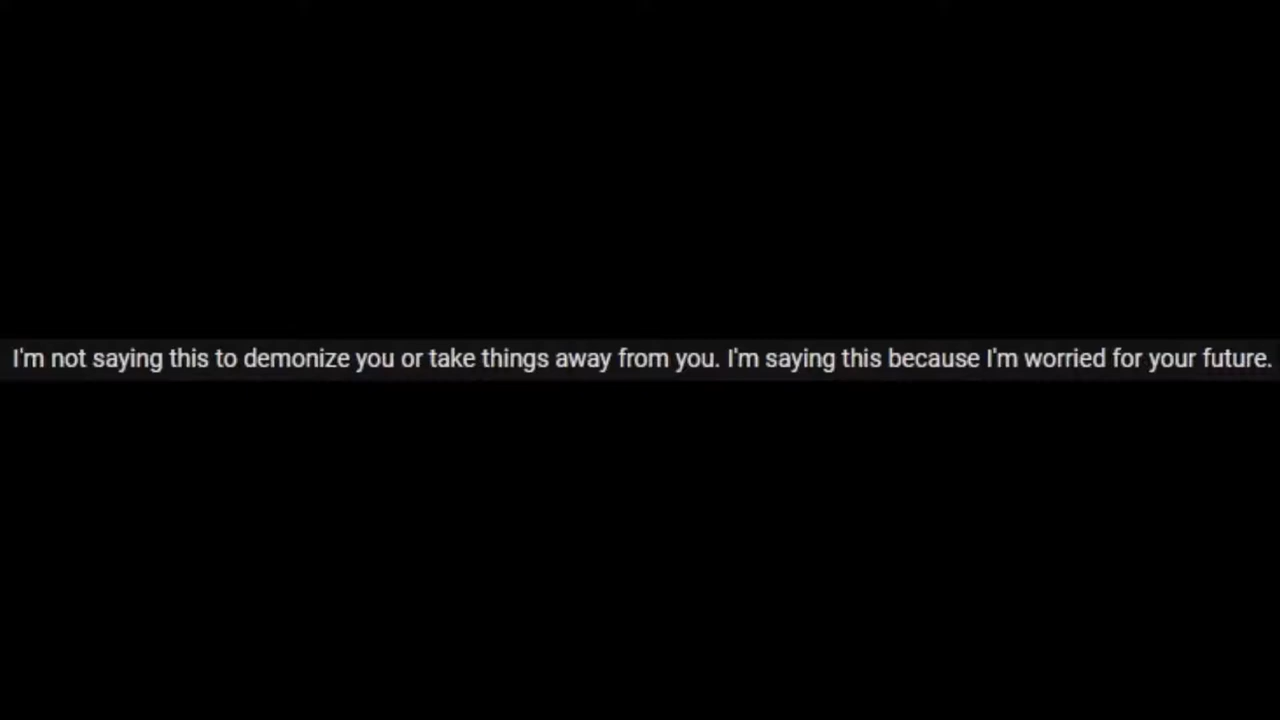 I'm not saying this to demonize you or take things away from you. I'm saying this because I'm worried for your future.